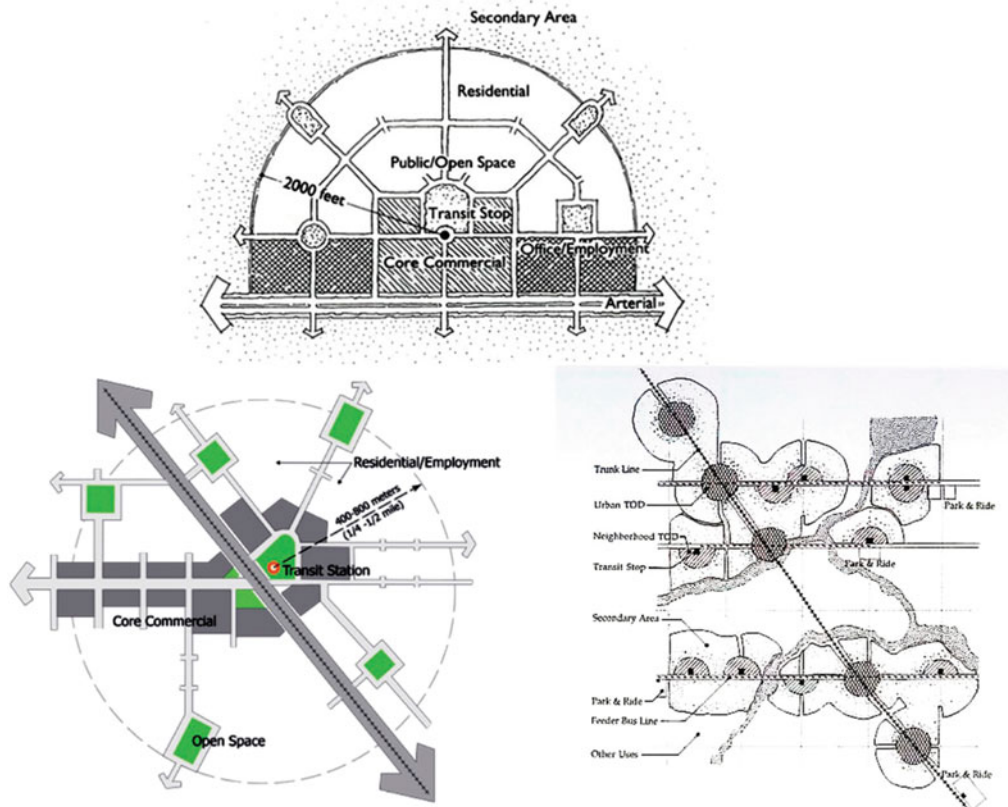 Secondary Area
Residential
Public/Open Space
2000 feet
Transit Stop
Office/Employment
Core Commercial
Arterial
Residential/Employment
400-800 meters
(1/4 -1/2 mile)
Transit Station
Core Commercial
Open Space
Trunk Line
Urban TOD
Park & Ride
Neighborhood TOD
Transit Stop
Park & Ride
Secondary Area
Park & Ride
Feeder Bus Line
Other Uses
Park & Ride